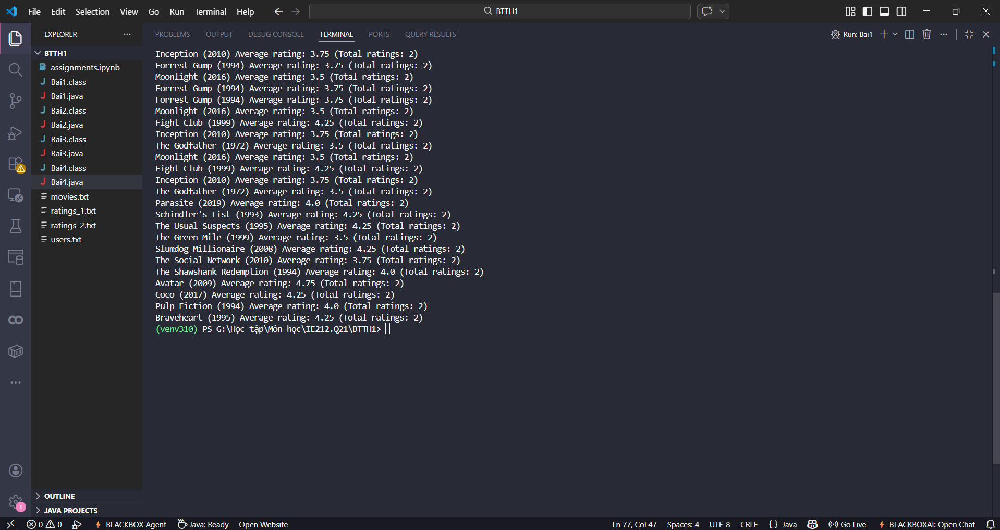 File Edit Selection View Go Run Terminal Help
BTTH1
EXPLORER
BTTH1
assignments.ipynb
Bai1.class
Bai1.java
Bai2.class
Bai2.java
Bai3.class
Bai3.java
Bai4.class
Bai4.java
movies.txt
ratings_1.txt
ratings_2.txt
users.txt
OUTLINE
JAVA PROJECTS
1
PROBLEMS OUTPUT DEBUG CONSOLE TERMINAL PORTS QUERY RESULTS
Run: Bai1
Inception (2010) Average rating: 3.75 (Total ratings: 2)
Forrest Gump (1994) Average rating: 3.75 (Total ratings: 2)
Moonlight (2016) Average rating: 3.5 (Total ratings: 2)
Forrest Gump (1994) Average rating: 3.75 (Total ratings: 2)
Forrest Gump (1994) Average rating: 3.75 (Total ratings: 2)
Moonlight (2016) Average rating: 3.5 (Total ratings: 2)
Fight Club (1999) Average rating: 4.25 (Total ratings: 2)
Inception (2010) Average rating: 3.75 (Total ratings: 2)
The Godfather (1972) Average rating: 3.5 (Total ratings: 2)
Moonlight (2016) Average rating: 3.5 (Total ratings: 2)
Fight Club (1999) Average rating: 4.25 (Total ratings: 2)
Inception (2010) Average rating: 3.75 (Total ratings: 2)
The Godfather (1972) Average rating: 3.5 (Total ratings: 2)
Parasite (2019) Average rating: 4.0 (Total ratings: 2)
Schindler's List (1993) Average rating: 4.25 (Total ratings: 2)
The Usual Suspects (1995) Average rating: 4.25 (Total ratings: 2)
The Green Mile (1999) Average rating: 3.5 (Total ratings: 2)
Slumdog Millionaire (2008) Average rating: 4.25 (Total ratings: 2)
The Social Network (2010) Average rating: 3.75 (Total ratings: 2)
The Shawshank Redemption (1994) Average rating: 4.0 (Total ratings: 2)
Avatar (2009) Average rating: 4.75 (Total ratings: 2)
Coco (2017) Average rating: 4.25 (Total ratings: 2)
Pulp Fiction (1994) Average rating: 4.0 (Total ratings: 2)
Braveheart (1995) Average rating: 4.25 (Total ratings: 2)
(venv310) PS G:\Học tập\Môn học\IE212.Q21\BTTH1>
0 0 BLACKBOX Agent Java: Ready Open Website Ln 77, Col 47 Spaces: 4 UTF-8 CRLF { } Java Go Live BLACKBOXAI: Open Chat